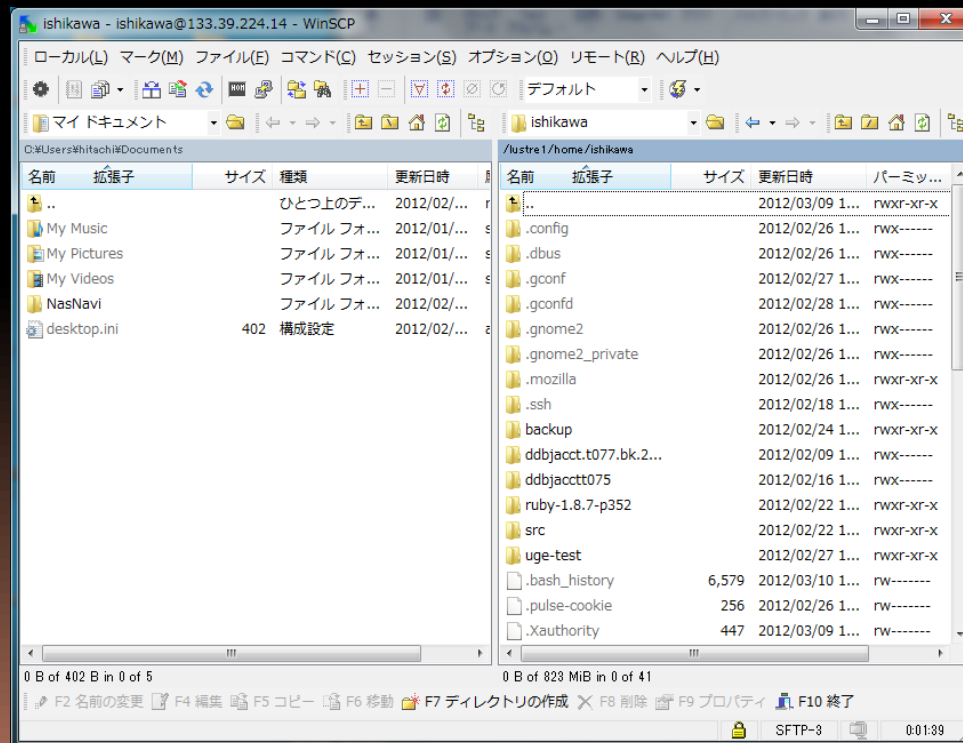 ishikawa - ishikawa@133.39.224.14 - WinSCP
ローカル(L) マーク(M) ファイル(F) コマンド(C) セッション(S) オプション(O) リモート(R) ヘルプ(H)
デフォルト
マイ ドキュメント
ishikawa
C:¥Users¥hitachi¥Documents
/lustre1/home/ishikawa
名前 拡張子 サイズ 種類 更新日時
名前 拡張子 サイズ 更新日時 パーミッ...
.. ひとつ上のデ... 2012/02/...
My Music ファイル フォ... 2012/01/... s
My Pictures ファイル フォ... 2012/01/... s
My Videos ファイル フォ... 2012/01/... s
NasNavi ファイル フォ... 2012/02/...
desktop.ini 402 構成設定 2012/02/... a
.. 2012/03/09 1... rwxr-xr-x
.config 2012/02/26 1... rwx------
.dbus 2012/02/26 1... rwx------
.gconf 2012/02/27 1... rwx------
.gconfd 2012/02/28 1... rwx------
.gnome2 2012/02/26 1... rwx------
.gnome2_private 2012/02/26 1... rwx------
.mozilla 2012/02/26 1... rwxr-xr-x
.ssh 2012/02/18 1... rwx------
backup 2012/02/24 1... rwxr-xr-x
ddbjacct.t077.bk.2... 2012/02/09 1... rwx------
ddbjacctt075 2012/02/16 1... rwx------
ruby-1.8.7-p352 2012/02/22 1... rwxr-xr-x
src 2012/02/22 1... rwxr-xr-x
uge-test 2012/02/27 1... rwxr-xr-x
.bash_history 6,579 2012/03/10 1... rw-------
.pulse-cookie 256 2012/02/26 1... rw-------
.Xauthority 447 2012/03/09 1... rw-------
0 B of 402 B in 0 of 5
0 B of 823 MiB in 0 of 41
F2 名前の変更 F4 編集 F5 コピー F6 移動 F7 ディレクトリの作成 F8 削除 F9 プロパティ F10 終了
SFTP-3 0:01:39